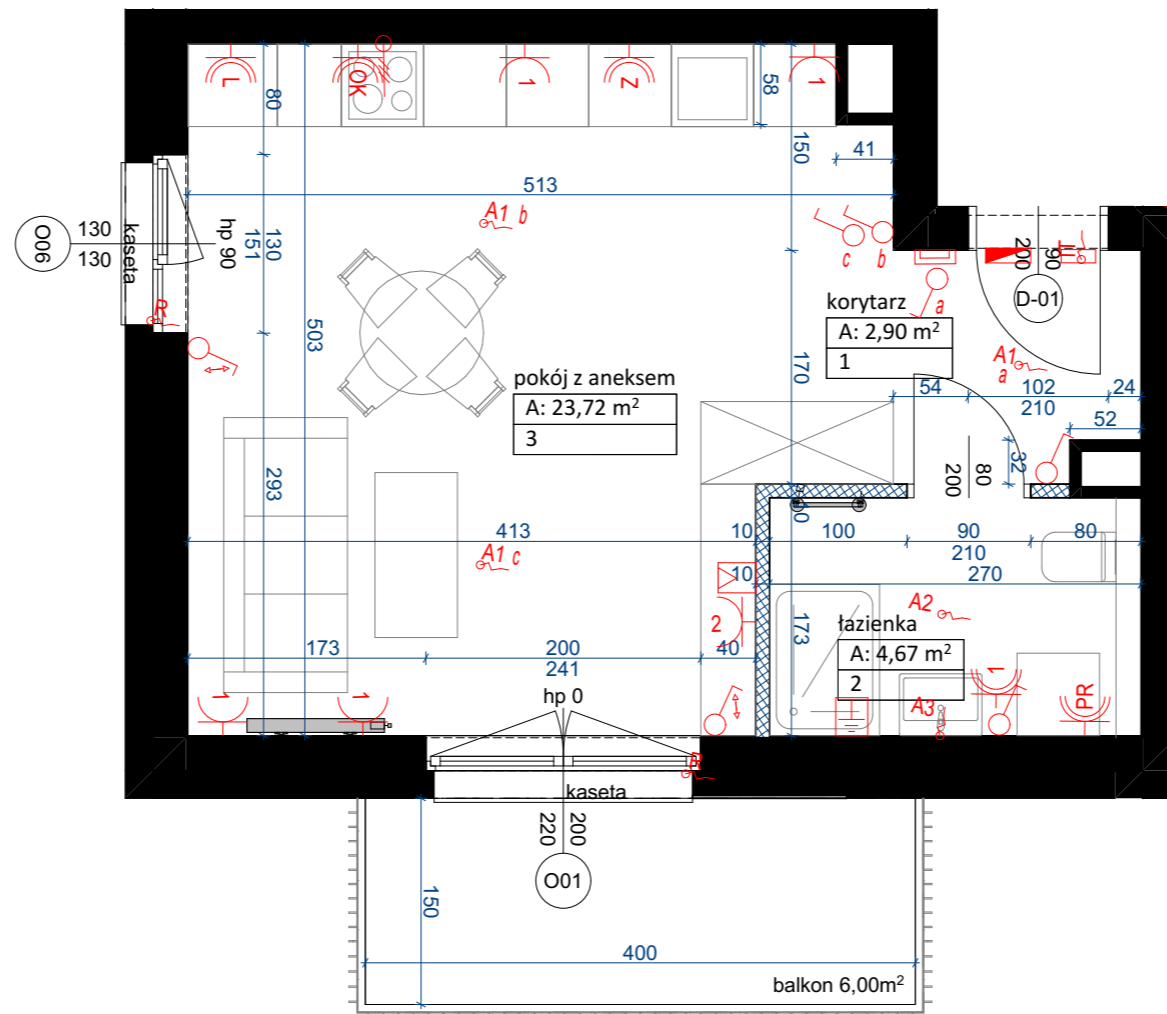 L
OK
1
Z
1
80
58
150
41
513
A1 b
O06
130
130
kaseta
hp 90
130
151
c
b
200
90
D-01
a
korytarz
A: 2,90 m²
1
A1
a
R
503
170
pokój z aneksem
A: 23,72 m²
3
54
102
24
210
52
32
80
200
293
413
10
100
90
80
210
A1 c
10
270
2
A2
173
łazienka
A: 4,67 m²
2
173
200
40
241
1
PR
A3
hp 0
1
1
R
kaseta
220
200
O01
150
400
balkon 6,00m²